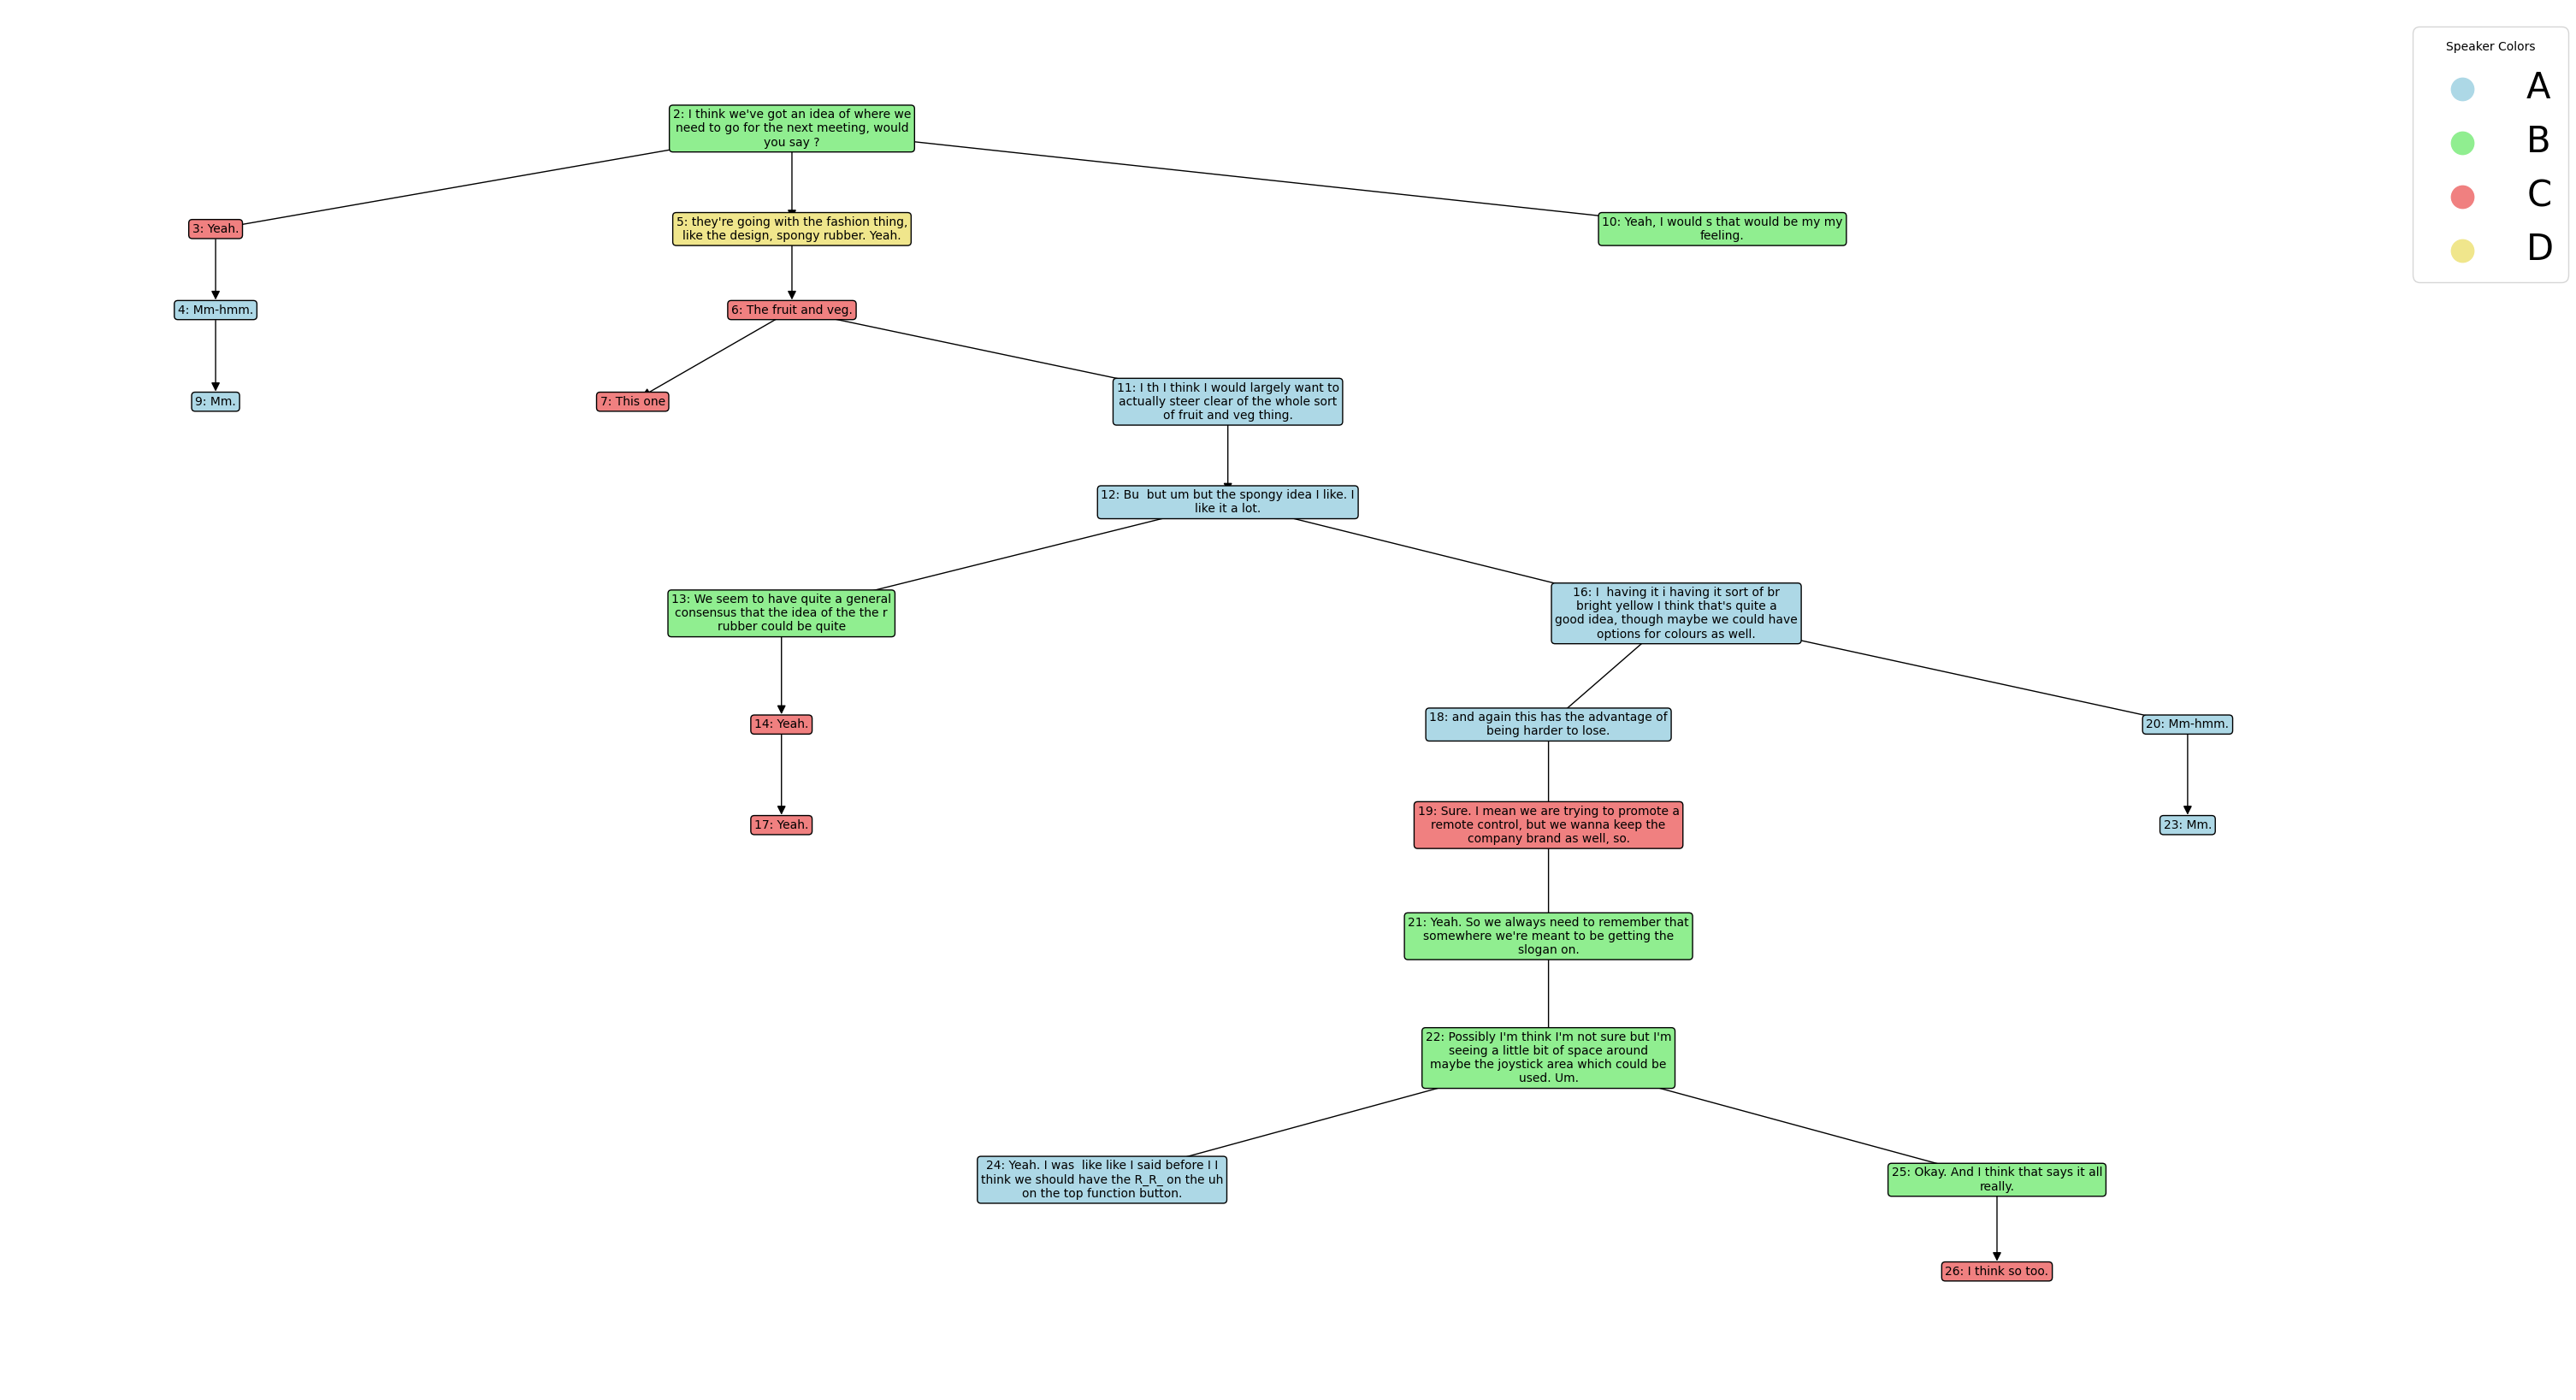 Speaker Colors
A
B
C
D
2: I think we've got an idea of where we
need to go for the next meeting, would
you say ?
3: Yeah.
5: they're going with the fashion thing,
like the design, spongy rubber. Yeah.
10: Yeah, I would s that would be my my
feeling.
4: Mm-hmm.
6: The fruit and veg.
9: Mm.
7: This one
11: I th I think I would largely want to
actually steer clear of the whole sort
of fruit and veg thing.
12: Bu  but um but the spongy idea I like. I
like it a lot.
13: We seem to have quite a general
consensus that the idea of the the r
rubber could be quite
16: I  having it i having it sort of br
bright yellow I think that's quite a
good idea, though maybe we could have
options for colours as well.
14: Yeah.
18: and again this has the advantage of
being harder to lose.
20: Mm-hmm.
17: Yeah.
19: Sure. I mean we are trying to promote a
remote control, but we wanna keep the
company brand as well, so.
23: Mm.
21: Yeah. So we always need to remember that
somewhere we're meant to be getting the
slogan on.
22: Possibly I'm think I'm not sure but I'm
seeing a little bit of space around
maybe the joystick area which could be
used. Um.
24: Yeah. I was  like like I said before I I
think we should have the R_R_ on the uh
on the top function button.
25: Okay. And I think that says it all
really.
26: I think so too.